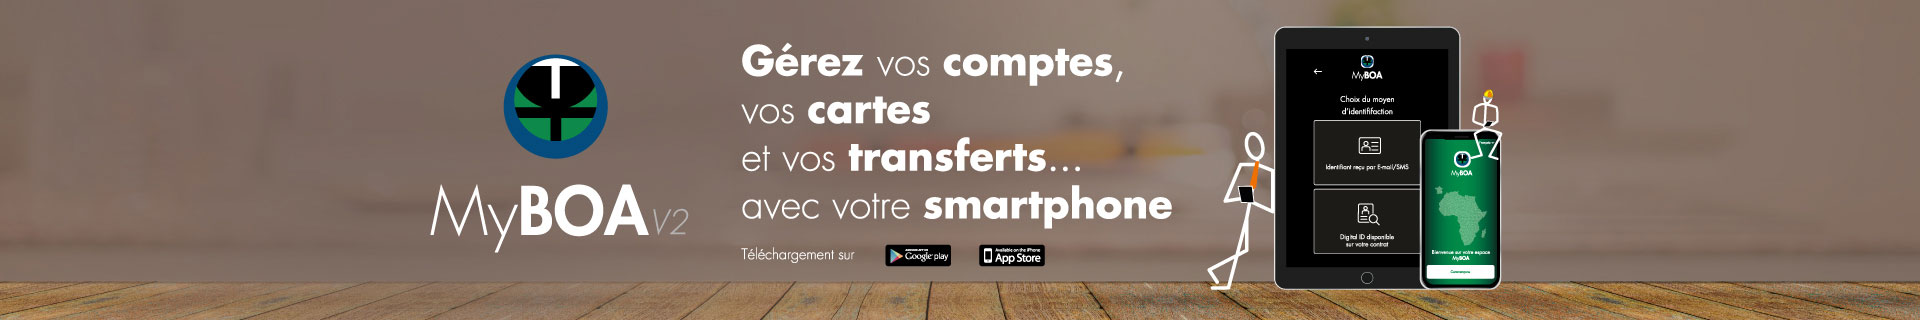 MyBOA V2
Gérez vos comptes,
vos cartes
et vos transferts...
avec votre smartphone
Téléchargement sur
Google play
Available on the iPhone
App Store
MyBOA
Choix du moyen
d'identififaction
Identifiant reçu par E-mail/SMS
Digital ID disponible
sur votre contrat
MyBOA
Bienvenue sur votre espace
MyBOA